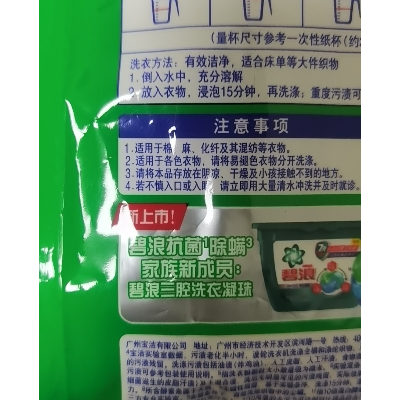 (量杯尺寸参考一次性纸杯(约2
洗衣方法：有效洁净，适合床单等大件织物
1.倒入水中，充分溶解
2.放入衣物，浸泡15分钟，再洗涤；重度污渍可
注意事项
1.适用于棉、麻、化纤及其混纺等衣物。
2.适用于各色衣物，请将易褪色衣物分开洗涤。
3.请将本品存放在阴凉、干燥及小孩接触不到的地方。
4.若不慎入口或入眼，请立即用大量清水冲洗并及时就诊。
新上市！
碧浪抗菌¹除螨³
家族新成员：
碧浪三腔洗衣凝珠
碧浪
广州宝洁有限公司 地址：广州市经济技术开发区滨河路一号 热线：40